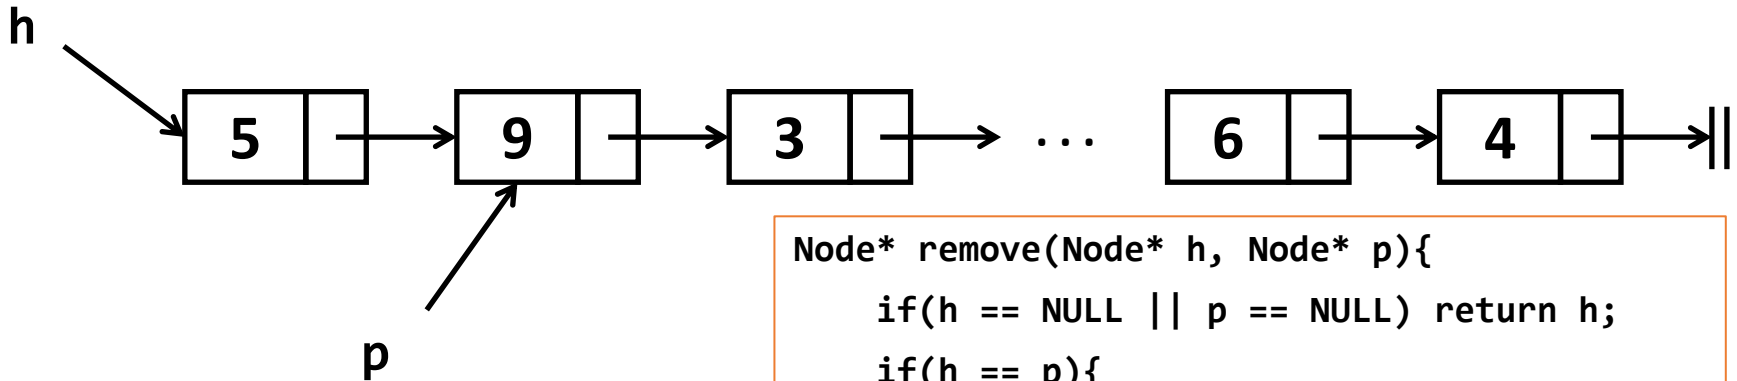 h
5 9 3 ... 6 4
p
Node* remove(Node* h, Node* p){
    if(h == NULL || p == NULL) return h;
    if(h == p){